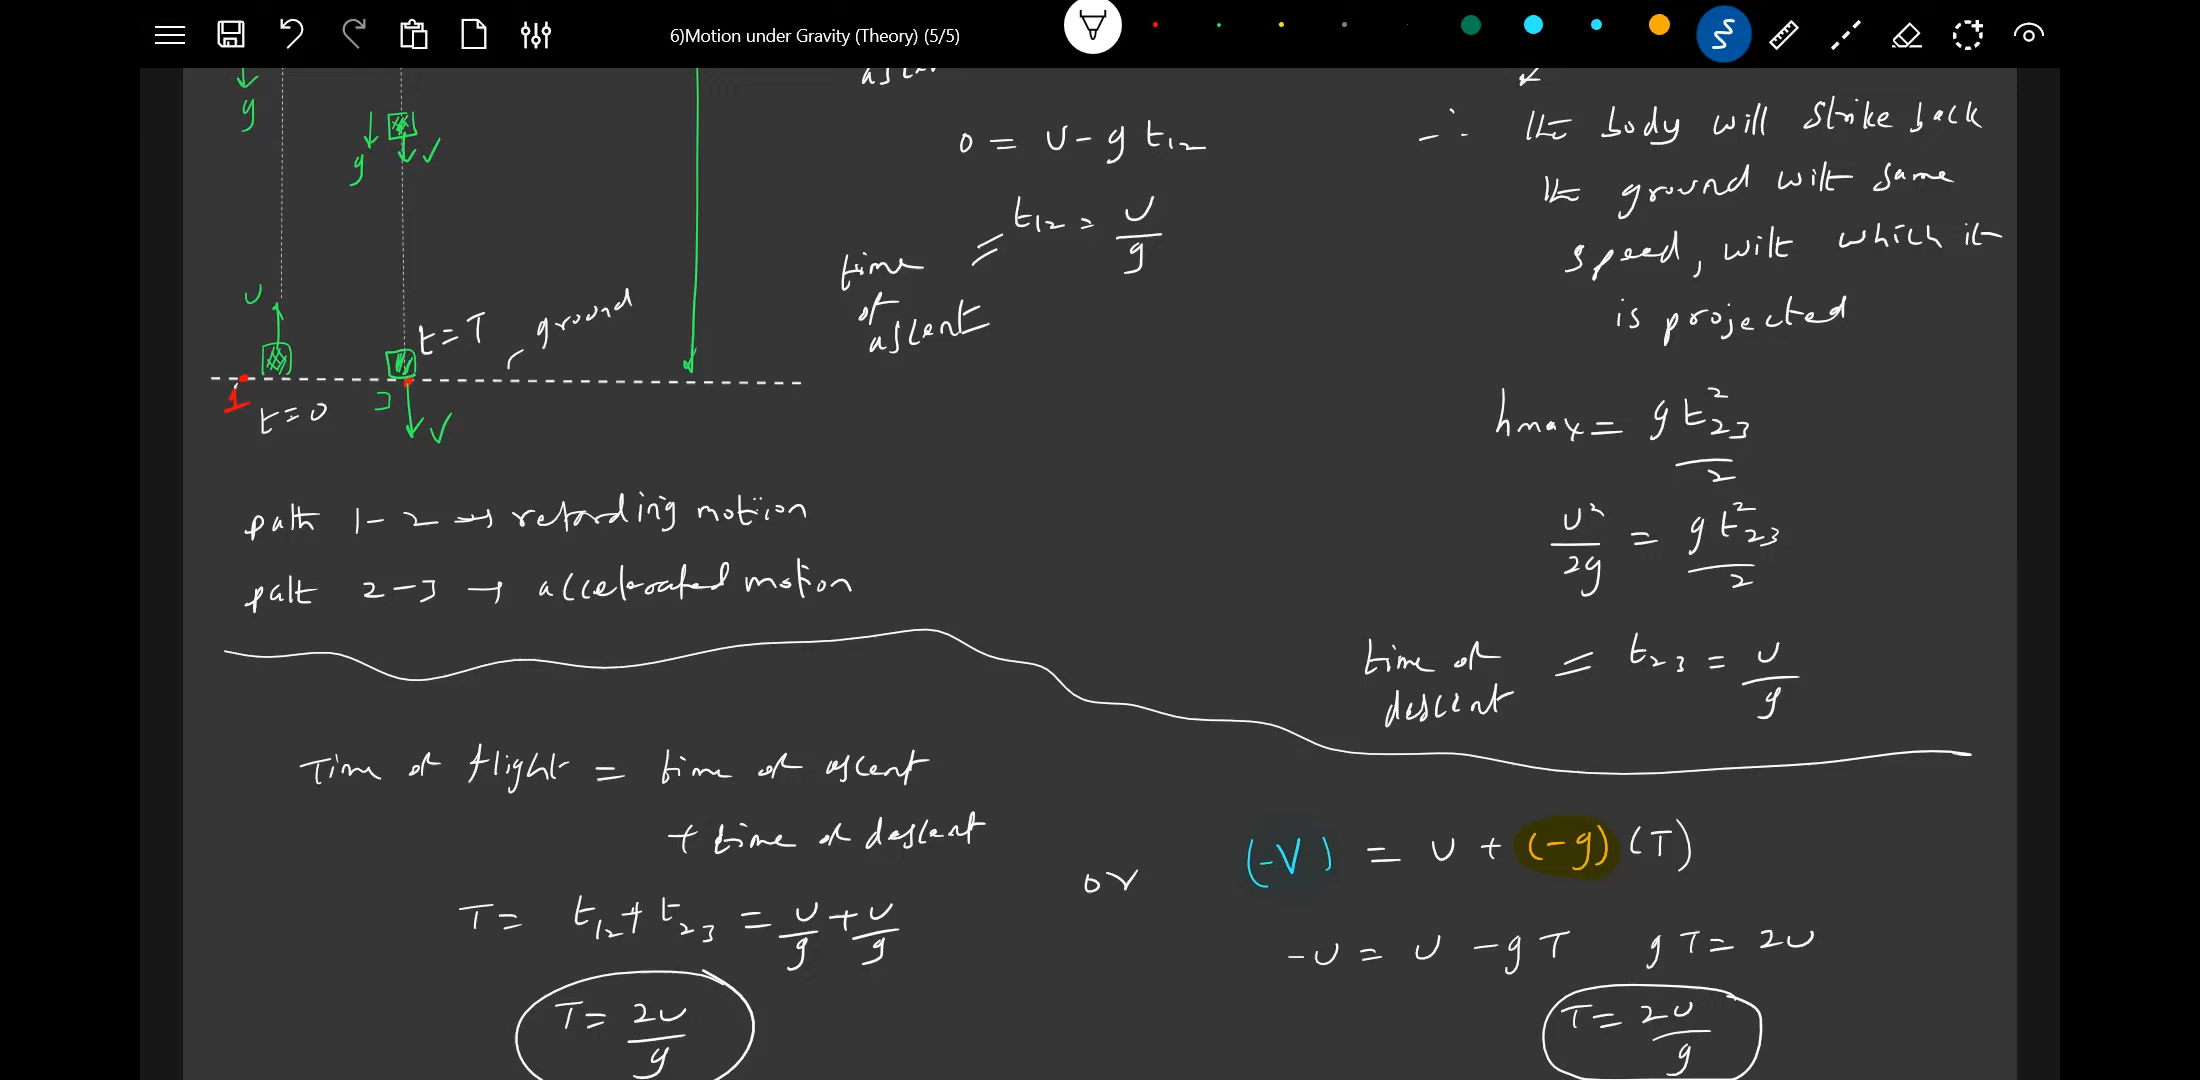 6)Motion under Gravity (Theory) (5/5)
g
g
v
u
t = T
ground
1
t = 0
3
v
path 1-2 → retarding motion
path 2-3 → accelerated motion
0 = u - g t₁₂
time of ascent = t₁₂ = u/g
∴ the body will strike back
the ground with same
speed, with which it
is projected
hmax = g t₂₃²/2
u²/2g = g t₂₃²/2
time of descent = t₂₃ = u/g
Time of flight = time of ascent
+ time of descent
T = t₁₂ + t₂₃ = u/g + u/g
T = 2u/g
or
(-v) = u + (-g) (T)
-u = u - gT gT = 2u
T = 2u/g